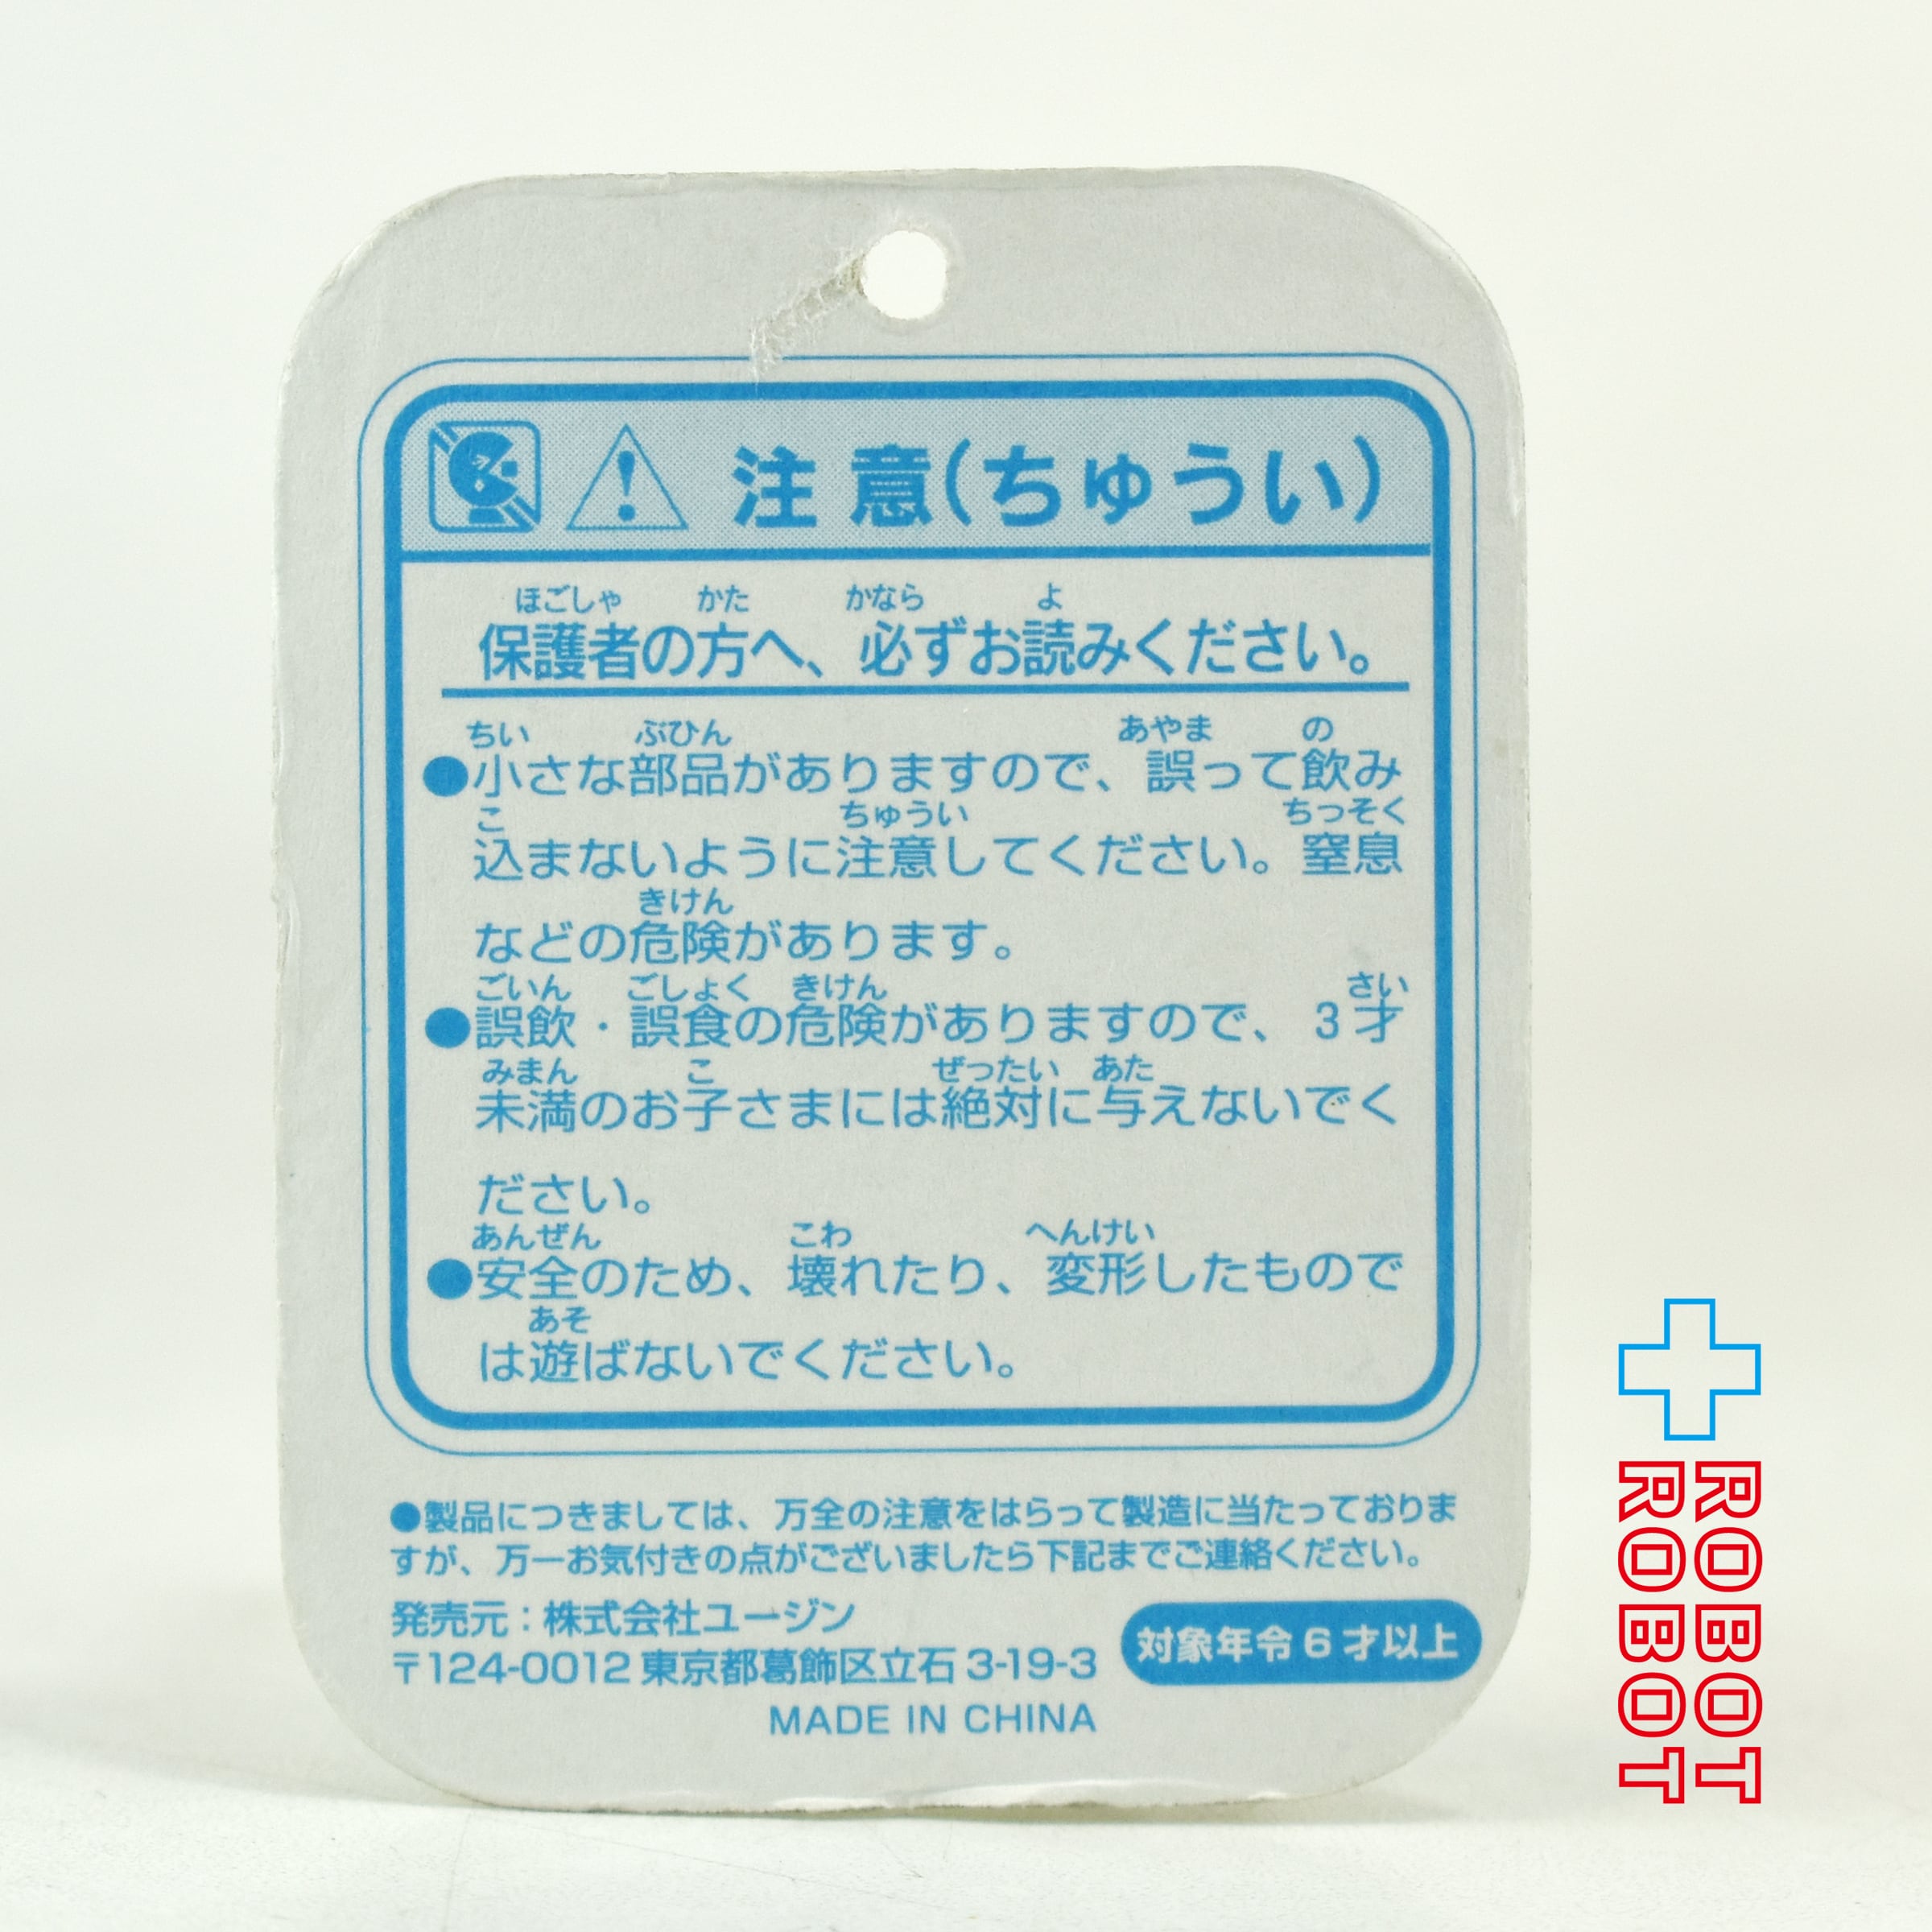 注意(ちゅうい)
ほごしゃ かた かなら よ
保護者の方へ、必ずお読みください。
ちい ぶひん あやま の
●小さな部品がありますので、誤って飲み
こ ちゅうい ちっそく
込まないように注意してください。窒息
きけん
などの危険があります。
ごいん ごしょく きけん さい
●誤飲・誤食の危険がありますので、3才
みまん こ ぜったい あた
未満のお子さまには絶対に与えないでく
ださい。
あんぜん こわ へんけい
●安全のため、壊れたり、変形したもので
あそ
は遊ばないでください。
●製品につきましては、万全の注意をはらって製造に当たっておりま
すが、万一お気付きの点がございましたら下記までご連絡ください。
発売元：株式会社ユージン
〒124-0012 東京都葛飾区立石 3-19-3
対象年令6才以上
MADE IN CHINA
ROBOT
ROBOT